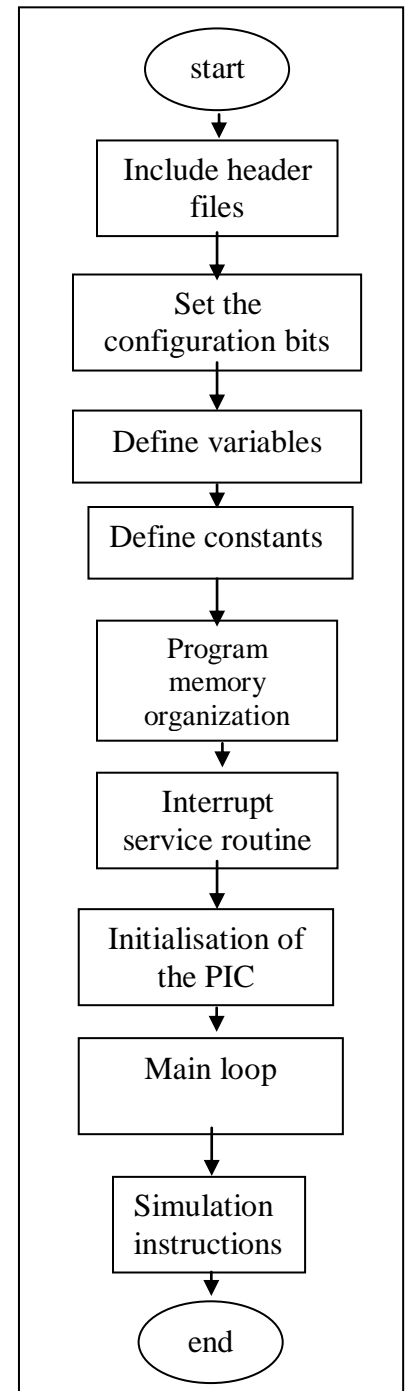 start
Include header
files
Set the
configuration bits
Define variables
Define constants
Program
memory
organization
Interrupt
service routine
Initialisation of
the PIC
Main loop
Simulation
instructions
end